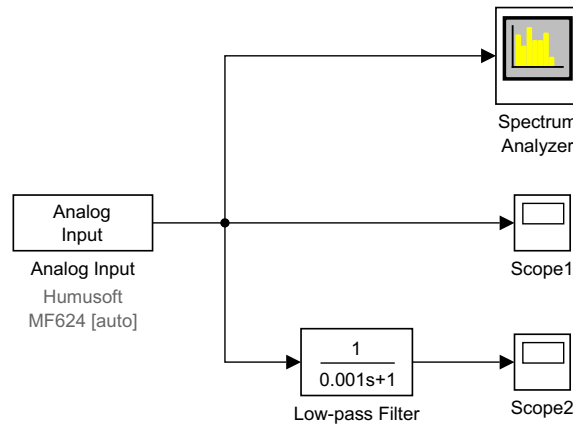 Spectrum
Analyzer
Analog
Input
Analog Input
Humusoft
MF624 [auto]
Scope1
1
0.001s+1
Low-pass Filter
Scope2